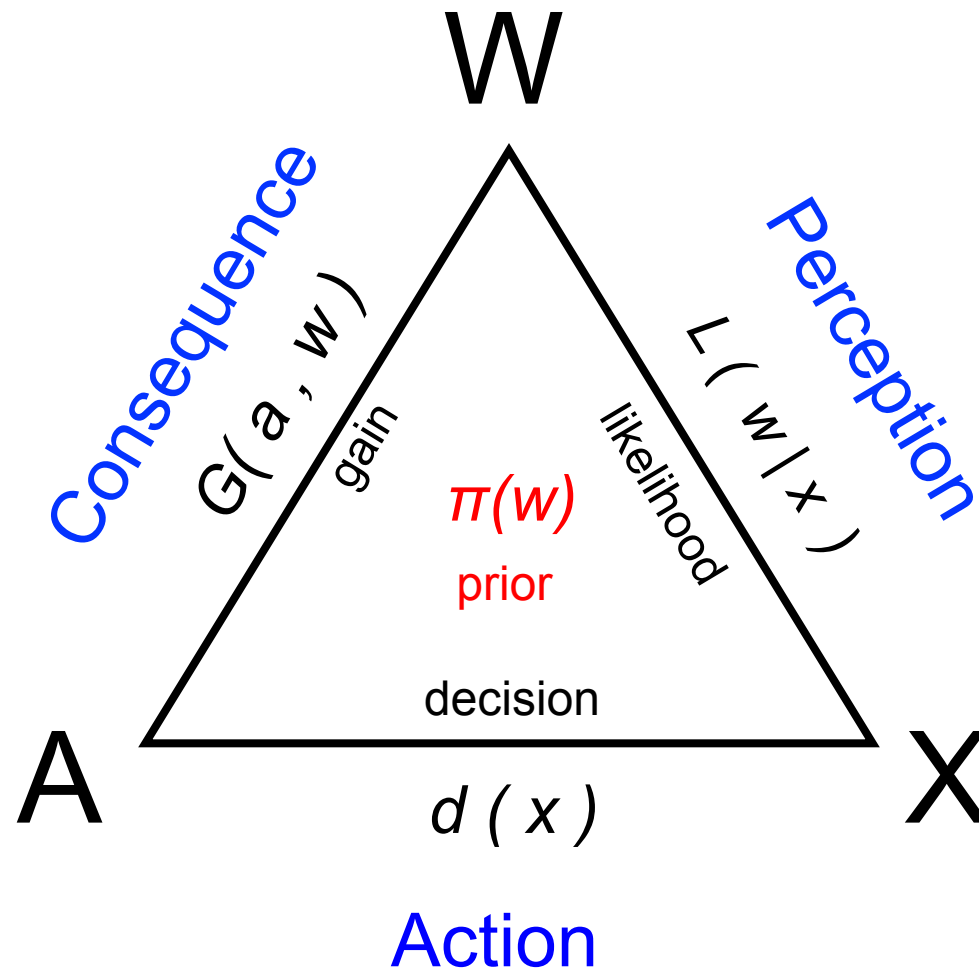 W
Consequence
Perception
G( a , w )
L ( w | x )
gain
likelihood
π(w)
prior
decision
A
X
d ( x )
Action